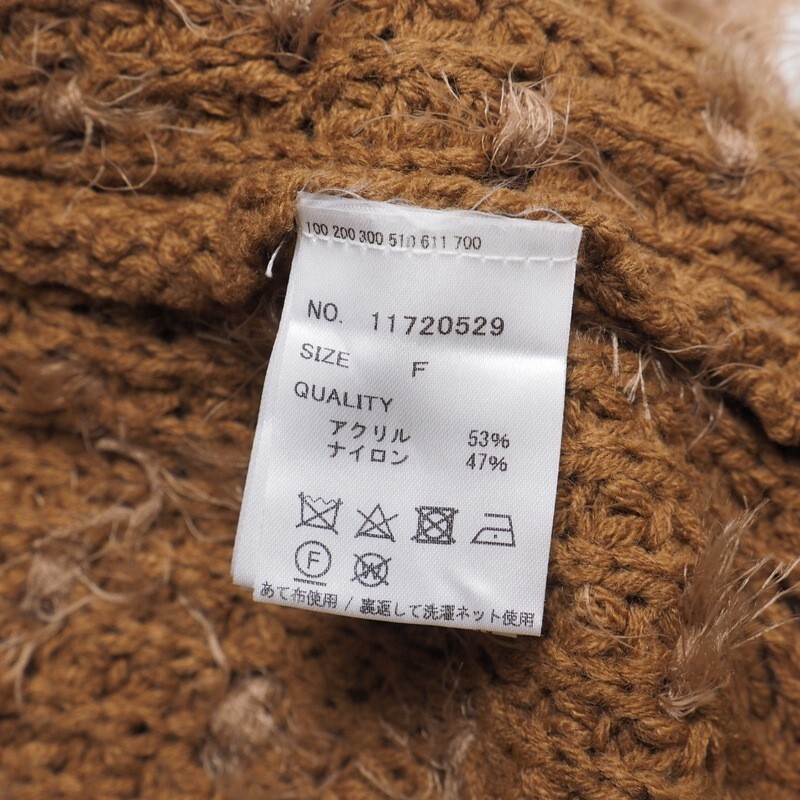 100 200 300 510 611 700
NO. 11720529
SIZE F
QUALITY
アクリル 53%
ナイロン 47%
F W
あて布使用 / 裏返して洗濯ネット使用